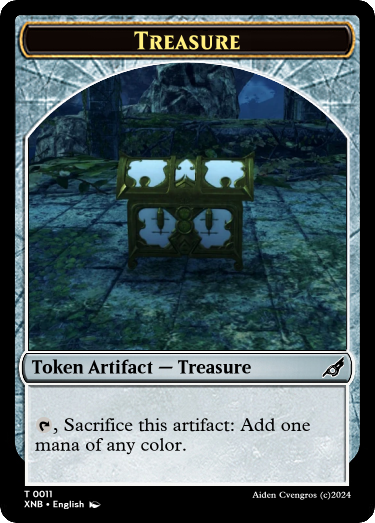 TREASURE
Token Artifact — Treasure
, Sacrifice this artifact: Add one
mana of any color.
T 0011
XNB • English
Aiden Cvengros (c)2024